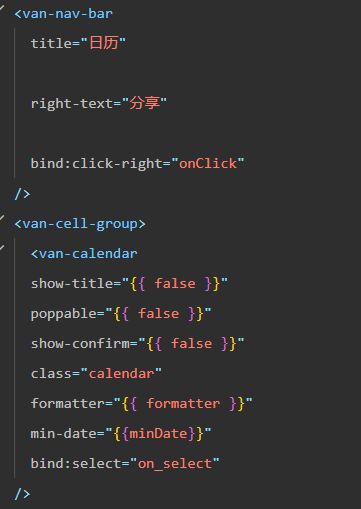 <van-nav-bar
title="日历"
right-text="分享"
bind:click-right="onClick"
/>
<van-cell-group>
<van-calendar
show-title="{{ false }}"
poppable="{{ false }}"
show-confirm="{{ false }}"
class="calendar"
formatter="{{ formatter }}"
min-date="{{minDate}}"
bind:select="on_select"
/>